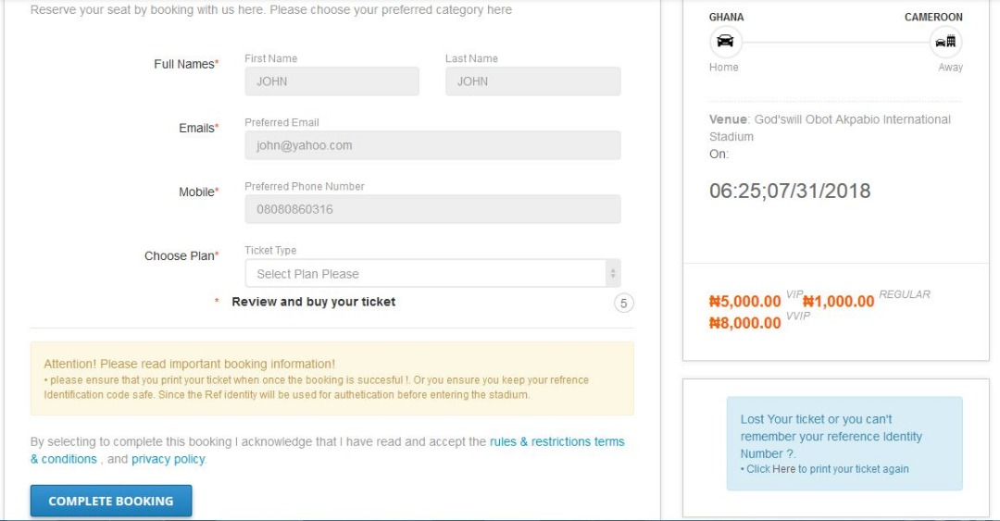 Reserve your seat by booking with us here. Please choose your preferred category here
Full Names*
First Name
Last Name
JOHN
JOHN
Emails*
Preferred Email
john@yahoo.com
Mobile*
Preferred Phone Number
08080860316
Choose Plan*
Ticket Type
Select Plan Please
* Review and buy your ticket
5
Attention! Please read important booking information!
• please ensure that you print your ticket when once the booking is succesful !. Or you ensure you keep your refrence
Identification code safe. Since the Ref identity will be used for authetication before entering the stadium.
By selecting to complete this booking I acknowledge that I have read and accept the rules & restrictions terms
& conditions , and privacy policy.
COMPLETE BOOKING
GHANA
CAMEROON
Home
Away
Venue: God'swill Obot Akpabio International
Stadium
On:
06:25;07/31/2018
₦5,000.00 VIP ₦1,000.00 REGULAR
₦8,000.00 VVIP
Lost Your ticket or you can't
remember your reference Identity
Number ?.
• Click Here to print your ticket again